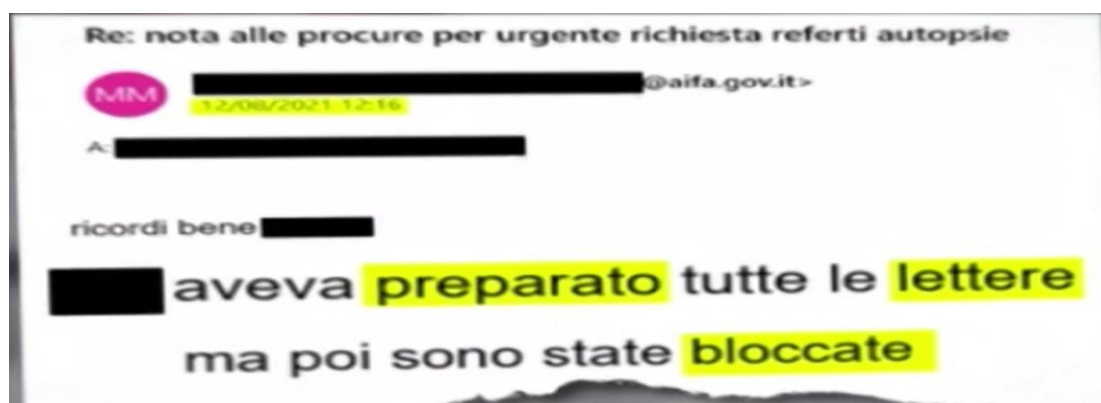 Re: nota alle procure per urgente richiesta referti autopsie
MM
@aifa.gov.it>
12/08/2021 12:16
A:
ricordi bene
aveva preparato tutte le lettere
ma poi sono state bloccate